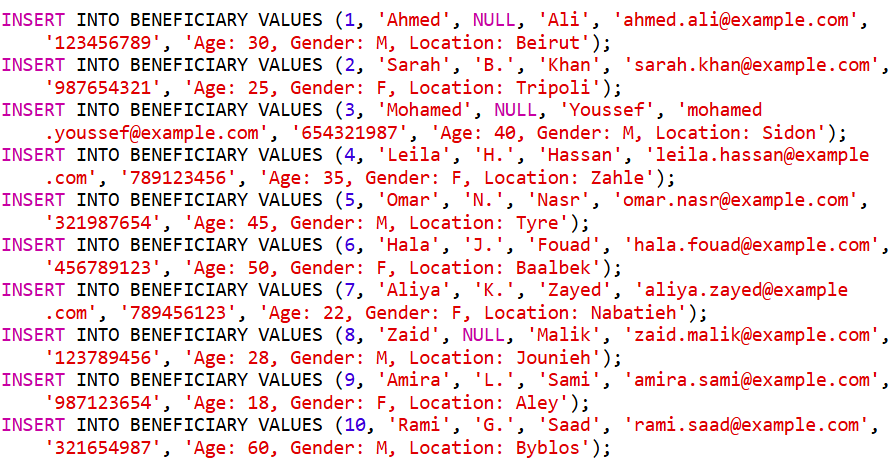 INSERT INTO BENEFICIARY VALUES (1, 'Ahmed', NULL, 'Ali', 'ahmed.ali@example.com',
'123456789', 'Age: 30, Gender: M, Location: Beirut');
INSERT INTO BENEFICIARY VALUES (2, 'Sarah', 'B.', 'Khan', 'sarah.khan@example.com',
'987654321', 'Age: 25, Gender: F, Location: Tripoli');
INSERT INTO BENEFICIARY VALUES (3, 'Mohamed', NULL, 'Youssef', 'mohamed
.youssef@example.com', '654321987', 'Age: 40, Gender: M, Location: Sidon');
INSERT INTO BENEFICIARY VALUES (4, 'Leila', 'H.', 'Hassan', 'leila.hassan@example
.com', '789123456', 'Age: 35, Gender: F, Location: Zahle');
INSERT INTO BENEFICIARY VALUES (5, 'Omar', 'N.', 'Nasr', 'omar.nasr@example.com',
'321987654', 'Age: 45, Gender: M, Location: Tyre');
INSERT INTO BENEFICIARY VALUES (6, 'Hala', 'J.', 'Fouad', 'hala.fouad@example.com',
'456789123', 'Age: 50, Gender: F, Location: Baalbek');
INSERT INTO BENEFICIARY VALUES (7, 'Aliya', 'K.', 'Zayed', 'aliya.zayed@example
.com', '789456123', 'Age: 22, Gender: F, Location: Nabatieh');
INSERT INTO BENEFICIARY VALUES (8, 'Zaid', NULL, 'Malik', 'zaid.malik@example.com',
'123789456', 'Age: 28, Gender: M, Location: Jounieh');
INSERT INTO BENEFICIARY VALUES (9, 'Amira', 'L.', 'Sami', 'amira.sami@example.com',
'987123654', 'Age: 18, Gender: F, Location: Aley');
INSERT INTO BENEFICIARY VALUES (10, 'Rami', 'G.', 'Saad', 'rami.saad@example.com',
'321654987', 'Age: 60, Gender: M, Location: Byblos');